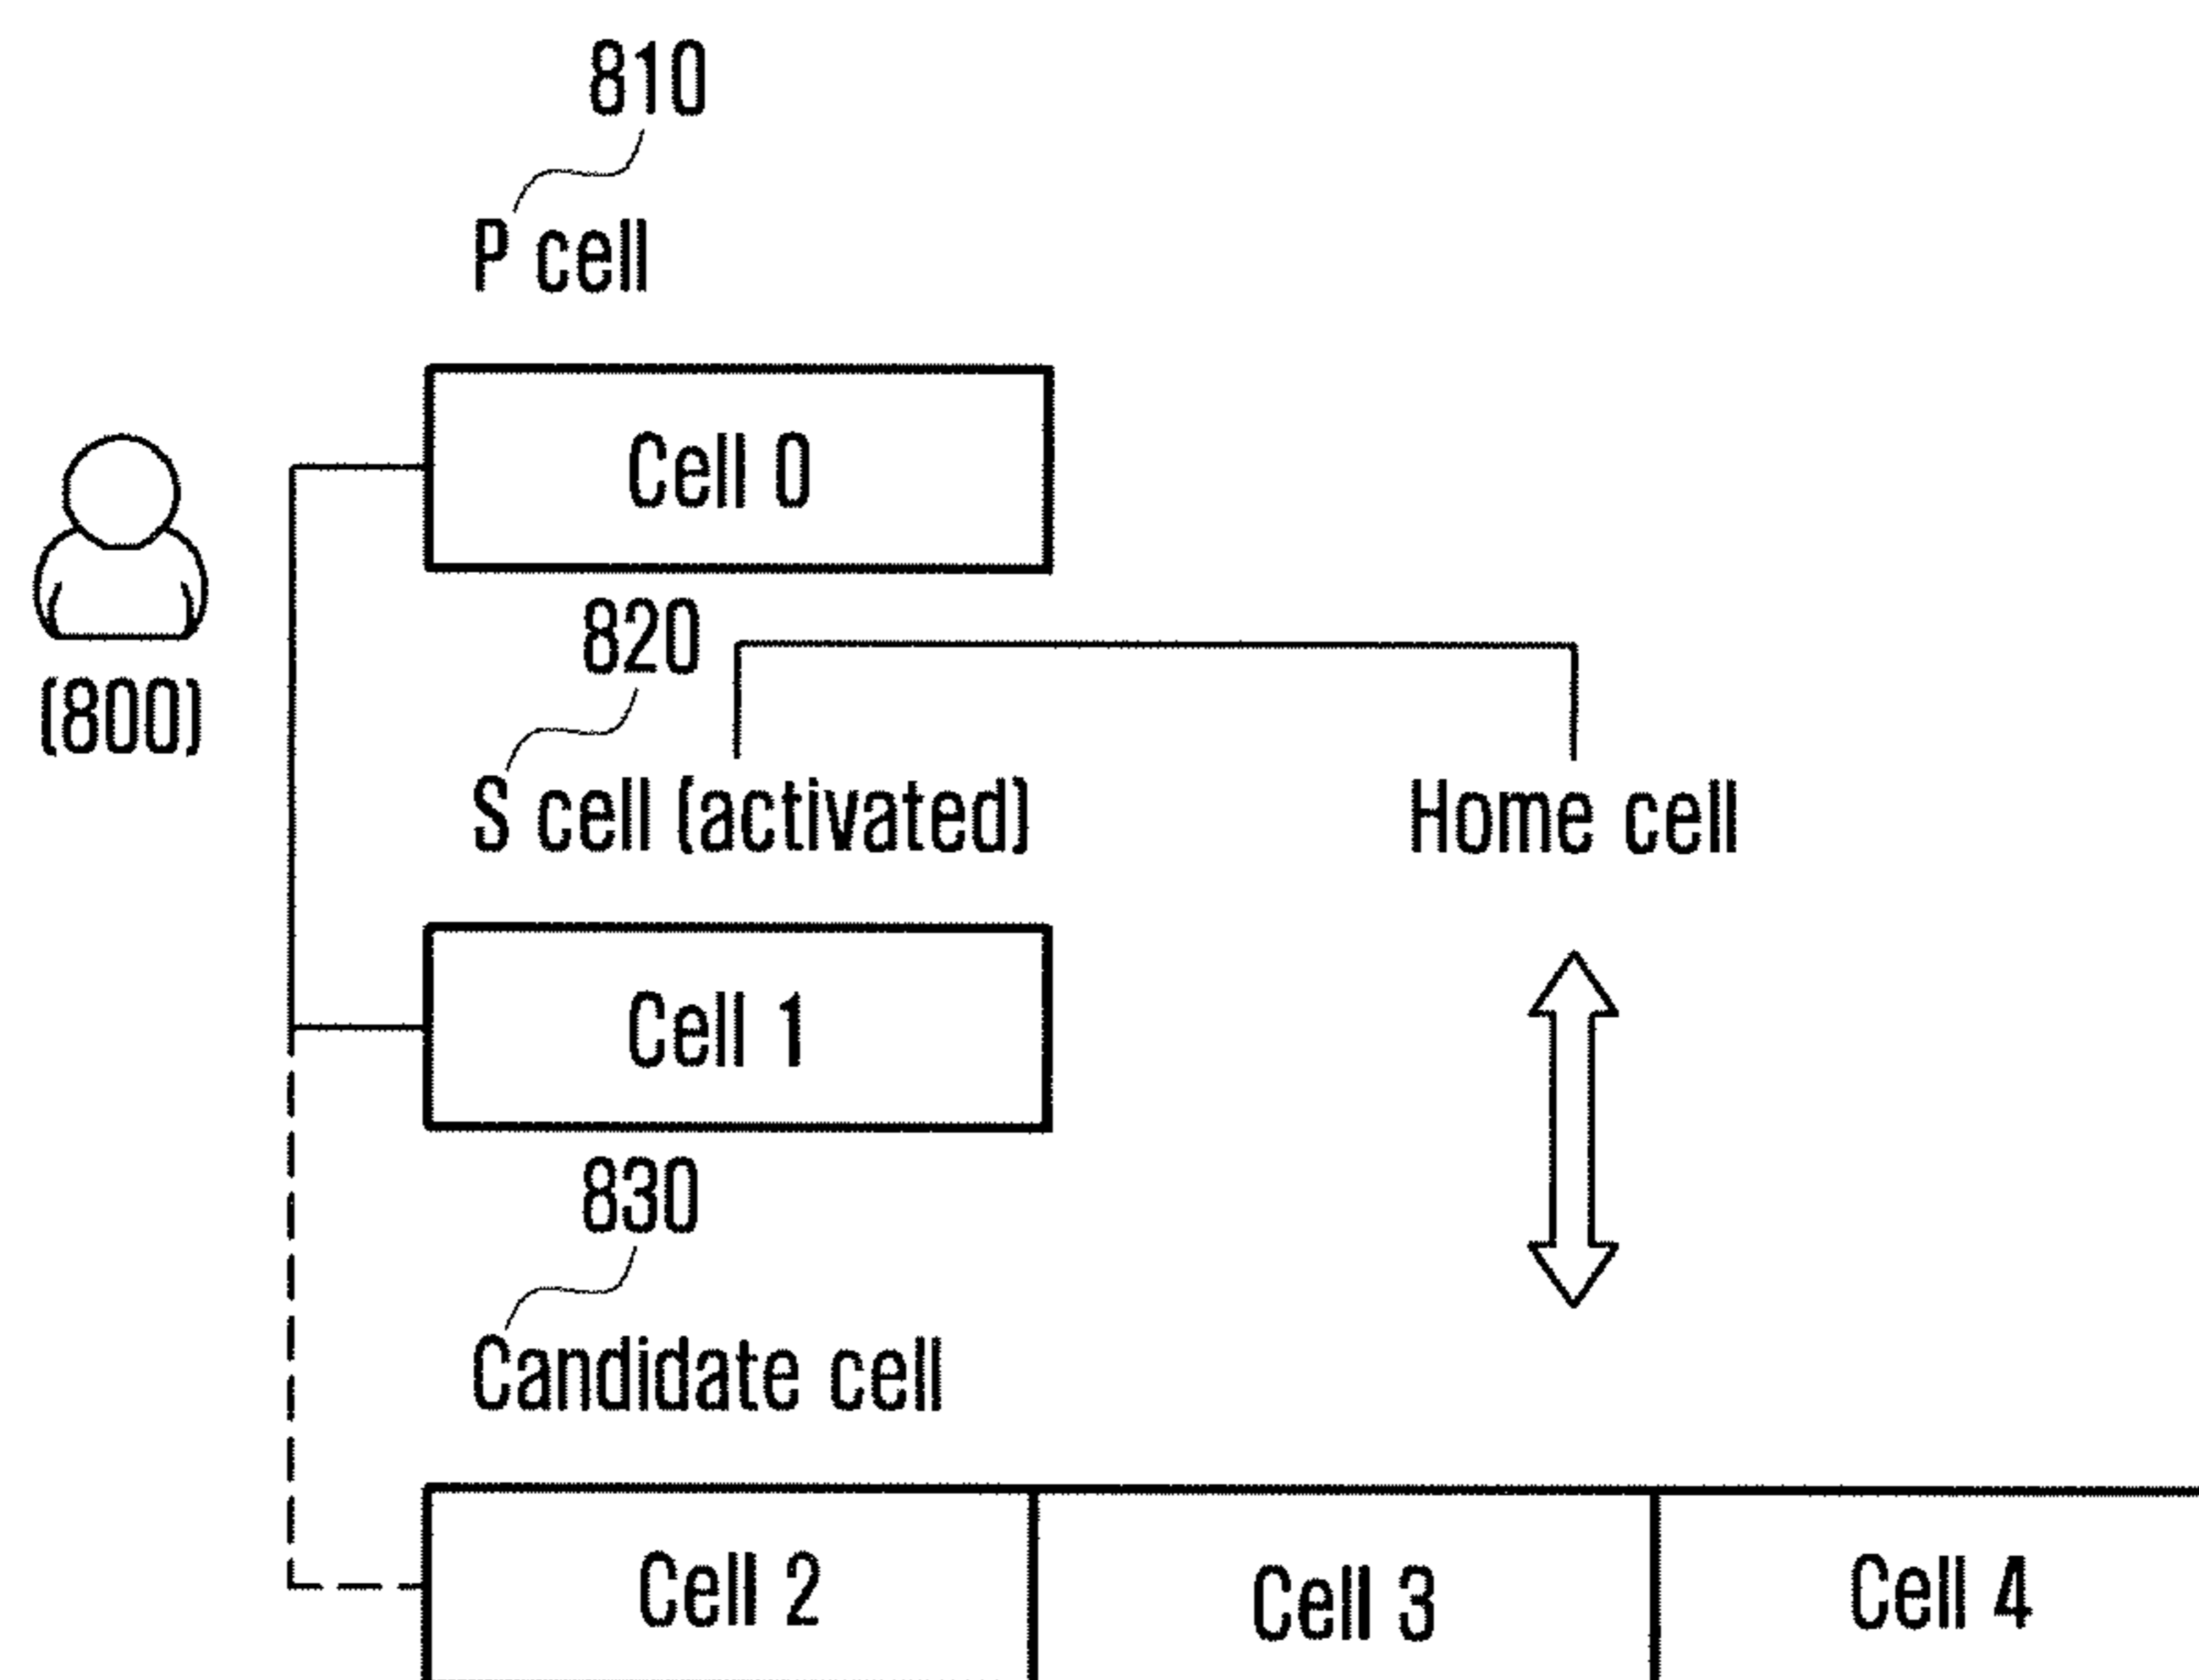 810
P cell
Cell 0
(800)
820
S cell (activated)
Home cell
Cell 1
830
Candidate cell
Cell 2
Cell 3
Cell 4